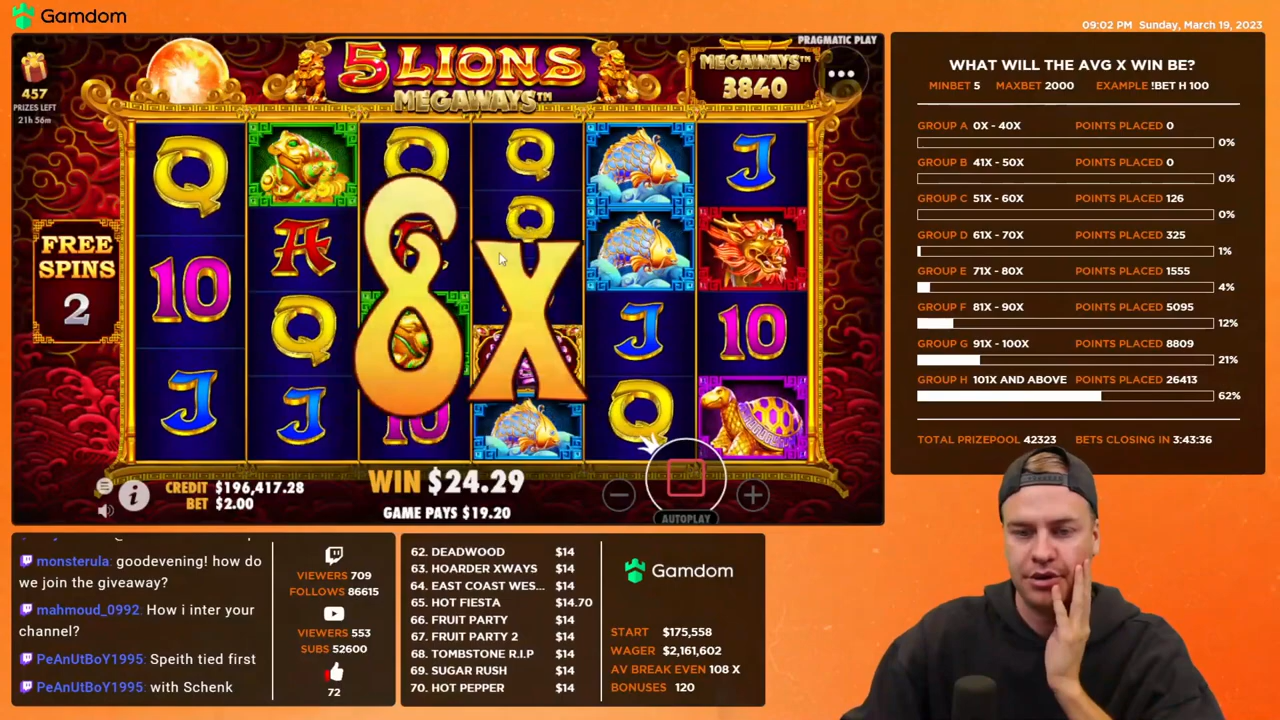 Gamdom
09:02 PM Sunday, March 19, 2023
457
PRIZES LEFT
21h 56m
5 LIONS
MEGAWAYS™
PRAGMATIC PLAY
MEGAWAYS™
3840
FREE
SPINS
2
Q
Q
Q
J
Q
A
10
Q
J
10
J
J
10
Q
8X
CREDIT $196,417.28
BET $2.00
WIN $24.29
GAME PAYS $19.20
AUTOPLAY
WHAT WILL THE AVG X WIN BE?
MINBET 5 MAXBET 2000 EXAMPLE !BET H 100
GROUP A 0X - 40X POINTS PLACED 0
0%
GROUP B 41X - 50X POINTS PLACED 0
0%
GROUP C 51X - 60X POINTS PLACED 126
0%
GROUP D 61X - 70X POINTS PLACED 325
1%
GROUP E 71X - 80X POINTS PLACED 1555
4%
GROUP F 81X - 90X POINTS PLACED 5095
12%
GROUP G 91X - 100X POINTS PLACED 8809
21%
GROUP H 101X AND ABOVE POINTS PLACED 26413
62%
TOTAL PRIZEPOOL 42323 BETS CLOSING IN 3:43:36
monsterula: goodevening! how do
we join the giveaway?
mahmoud_0992: How i inter your
channel?
PeAnUtBoY1995: Speith tied first
PeAnUtBoY1995: with Schenk
VIEWERS 709
FOLLOWS 86615
VIEWERS 553
SUBS 52600
72
62. DEADWOOD $14
63. HOARDER XWAYS $14
64. EAST COAST WES... $14
65. HOT FIESTA $14.70
66. FRUIT PARTY $14
67. FRUIT PARTY 2 $14
68. TOMBSTONE R.I.P $14
69. SUGAR RUSH $14
70. HOT PEPPER $14
Gamdom
START $175,558
WAGER $2,161,602
AV BREAK EVEN 108 X
BONUSES 120